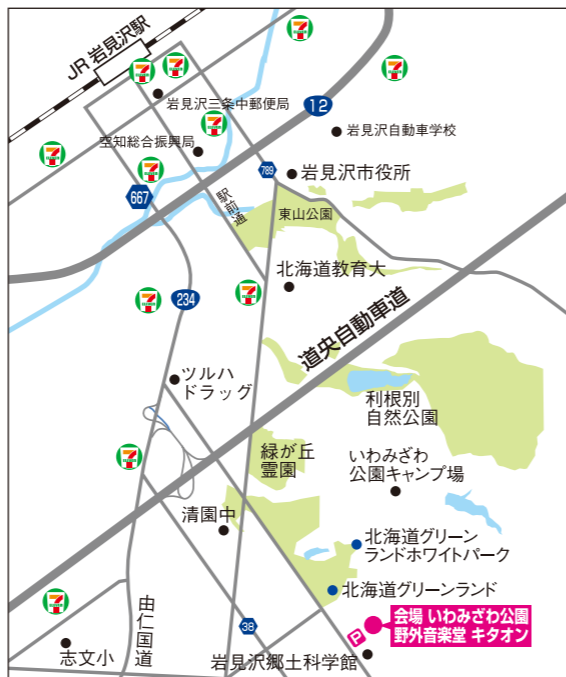 JR 岩見沢駅
岩見沢三条中郵便局
12
岩見沢自動車学校
空知総合振興局
667
789
岩見沢市役所
駅前通
東山公園
北海道教育大
234
道央自動車道
ツルハ
ドラッグ
利根別
自然公園
緑が丘
霊園
いわみざわ
公園キャンプ場
清園中
北海道グリーン
ランドホワイトパーク
北海道グリーンランド
由仁国道
38
P
会場 いわみざわ公園
野外音楽堂 キタオン
志文小
岩見沢郷土科学館